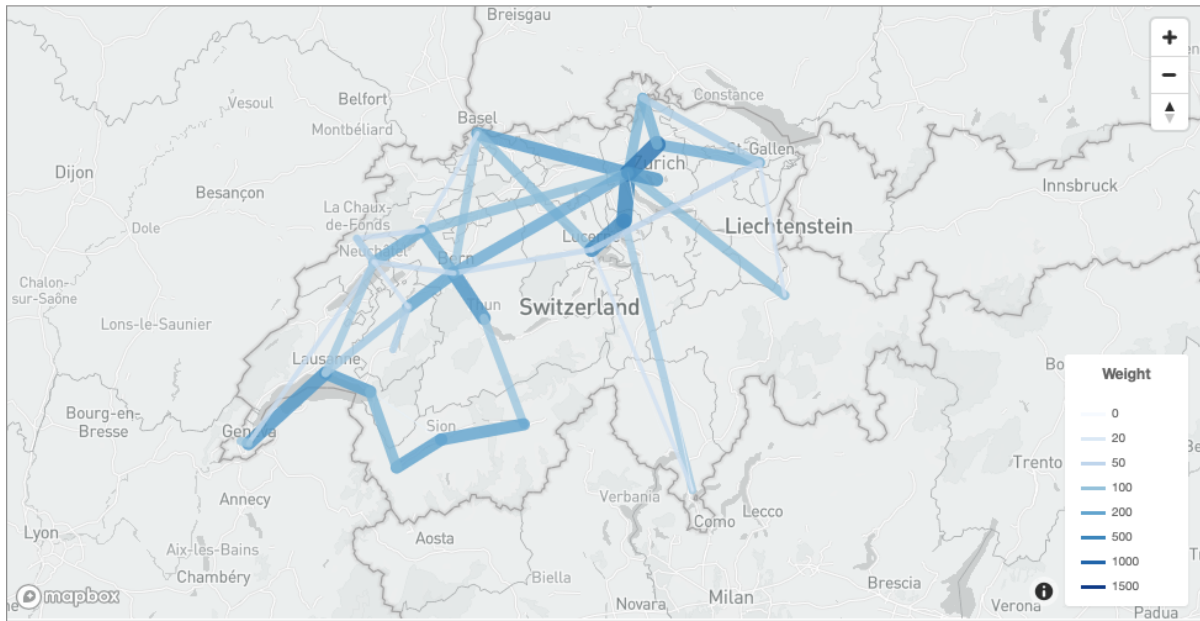 Breisgau
+
−
Constance
Belfort
Vesoul
Basel
Montbéliard
St. Gallen
Zürich
Dijon
Besançon
Innsbruck
La Chaux-
de-Fonds
Dole
Liechtenstein
Neuchâtel
Bern
Chalon-
sur-Saône
Thun
Switzerland
Lons-le-Saunier
Lausanne
Weight
0
20
50
100
200
500
1000
1500
Bourg-en-
Bresse
Sion
Trento
Annecy
Verbania
Lecco
Como
Lyon
Aosta
Aix-les-Bains
Chambéry
Biella
Brescia
mapbox
Novara
Milan
Verona
Padua